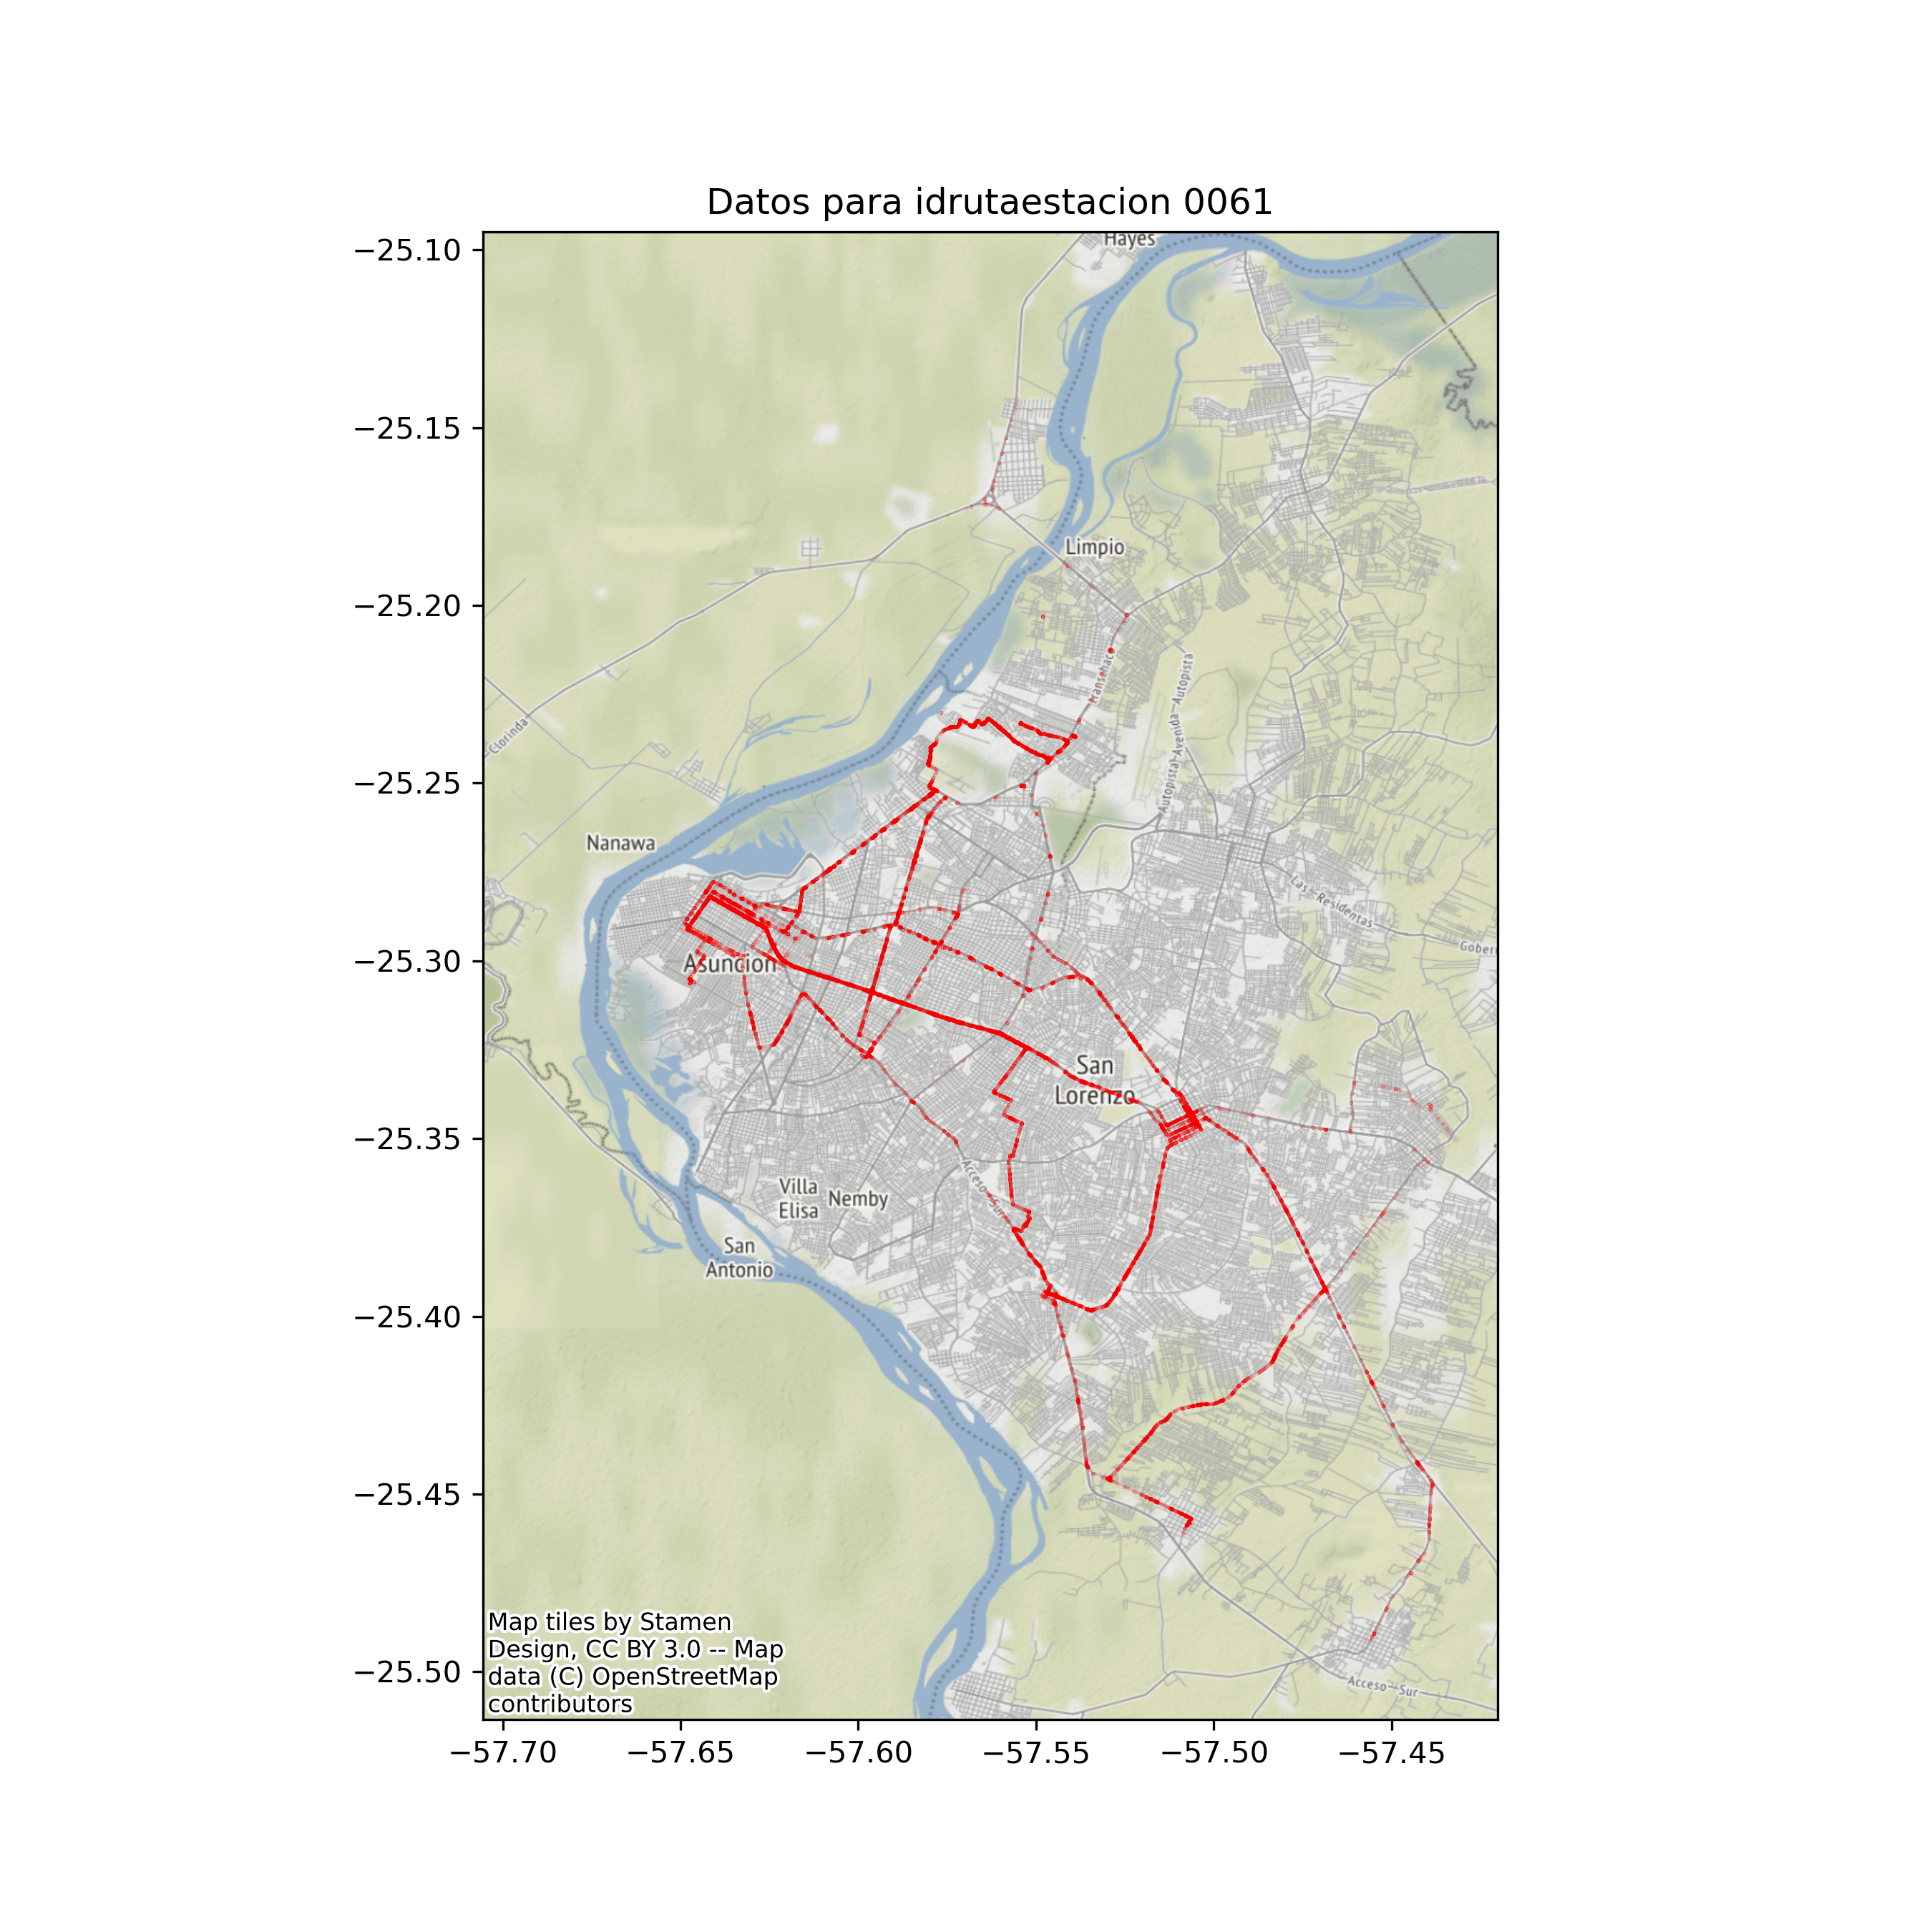 Datos para idrutaestacion 0061
−25.10
−25.15
−25.20
−25.25
−25.30
−25.35
−25.40
−25.45
−25.50
Hayes
Limpio
Transchaco
Autopista Avenida Autopista
Clorinda
Nanawa
Las Residentas
Gobern
Asuncion
San
Lorenzo
Acceso Sur
Villa
Elisa
Nemby
San
Antonio
Acceso Sur
Map tiles by Stamen
Design, CC BY 3.0 -- Map
data (C) OpenStreetMap
contributors
−57.70
−57.65
−57.60
−57.55
−57.50
−57.45